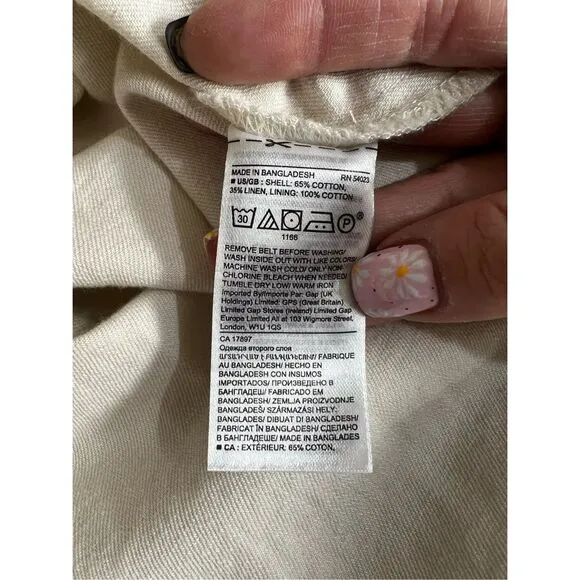 MADE IN BANGLADESH RN 54023
■ US/GB : SHELL: 65% COTTON,
35% LINEN, LINING: 100% COTTON
30 P
1166
REMOVE BELT BEFORE WASHING/
WASH INSIDE OUT WITH LIKE COLORS/
MACHINE WASH COLD/ ONLY NON-
CHLORINE BLEACH WHEN NEEDED/
TUMBLE DRY LOW/ WARM IRON
Imported By/Importe Par: Gap (UK
Holdings) Limited: GPS (Great Britain)
Limited Gap Stores (Ireland) Limited Gap
Europe Limited All at 103 Wigmore Street,
London, W1U 1QS
CA 17897
Одежда второго слоя
FABRIQUE
AU BANGLADESH/ HECHO EN
BANGLADESH CON INSUMOS
IMPORTADOS/ ПРОИЗВЕДЕНО В
БАНГЛАДЕШ/ FABRICADO EM
BANGLADESH/ ZEMLJA PROIZVODNJE
BANGLADEŠ/ SZÁRMAZÁSI HELY:
BANGLADES/ DIBUAT DI BANGLADESH/
FABRICAT ÎN BANGLADESH/ СДЕЛАНО
В БАНГЛАДЕШЕ/ MADE IN BANGLADES
■ CA : EXTÉRIEUR: 65% COTON,